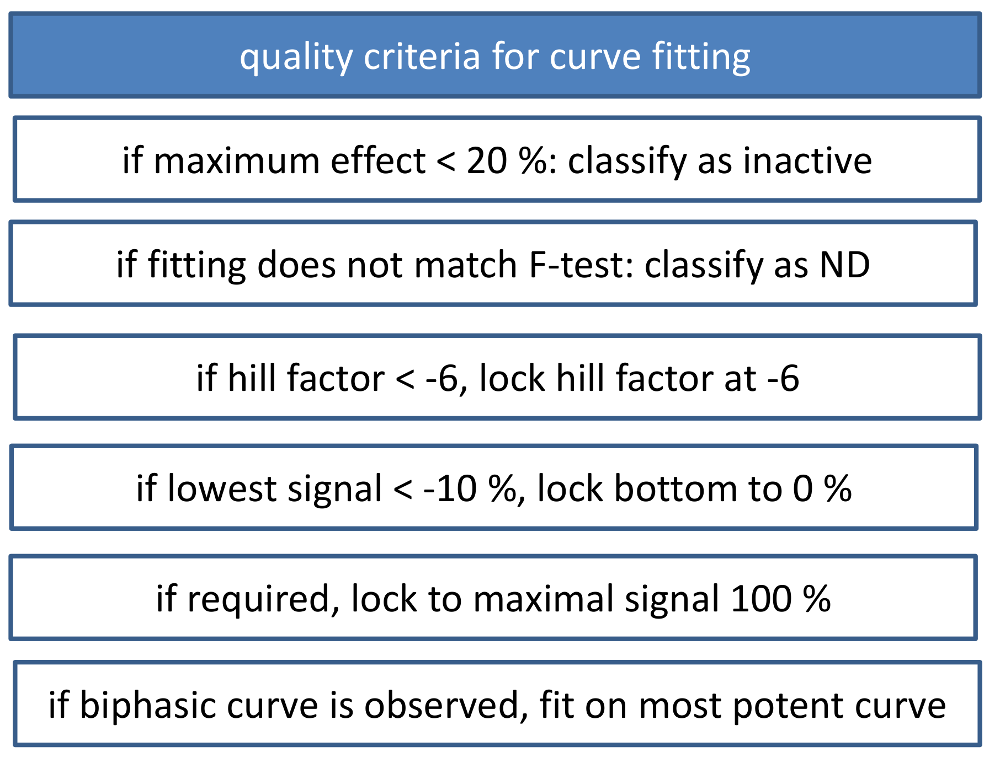 quality criteria for curve fitting
if maximum effect < 20 %: classify as inactive
if fitting does not match F-test: classify as ND
if hill factor < -6, lock hill factor at -6
if lowest signal < -10 %, lock bottom to 0 %
if required, lock to maximal signal 100 %
if biphasic curve is observed, fit on most potent curve